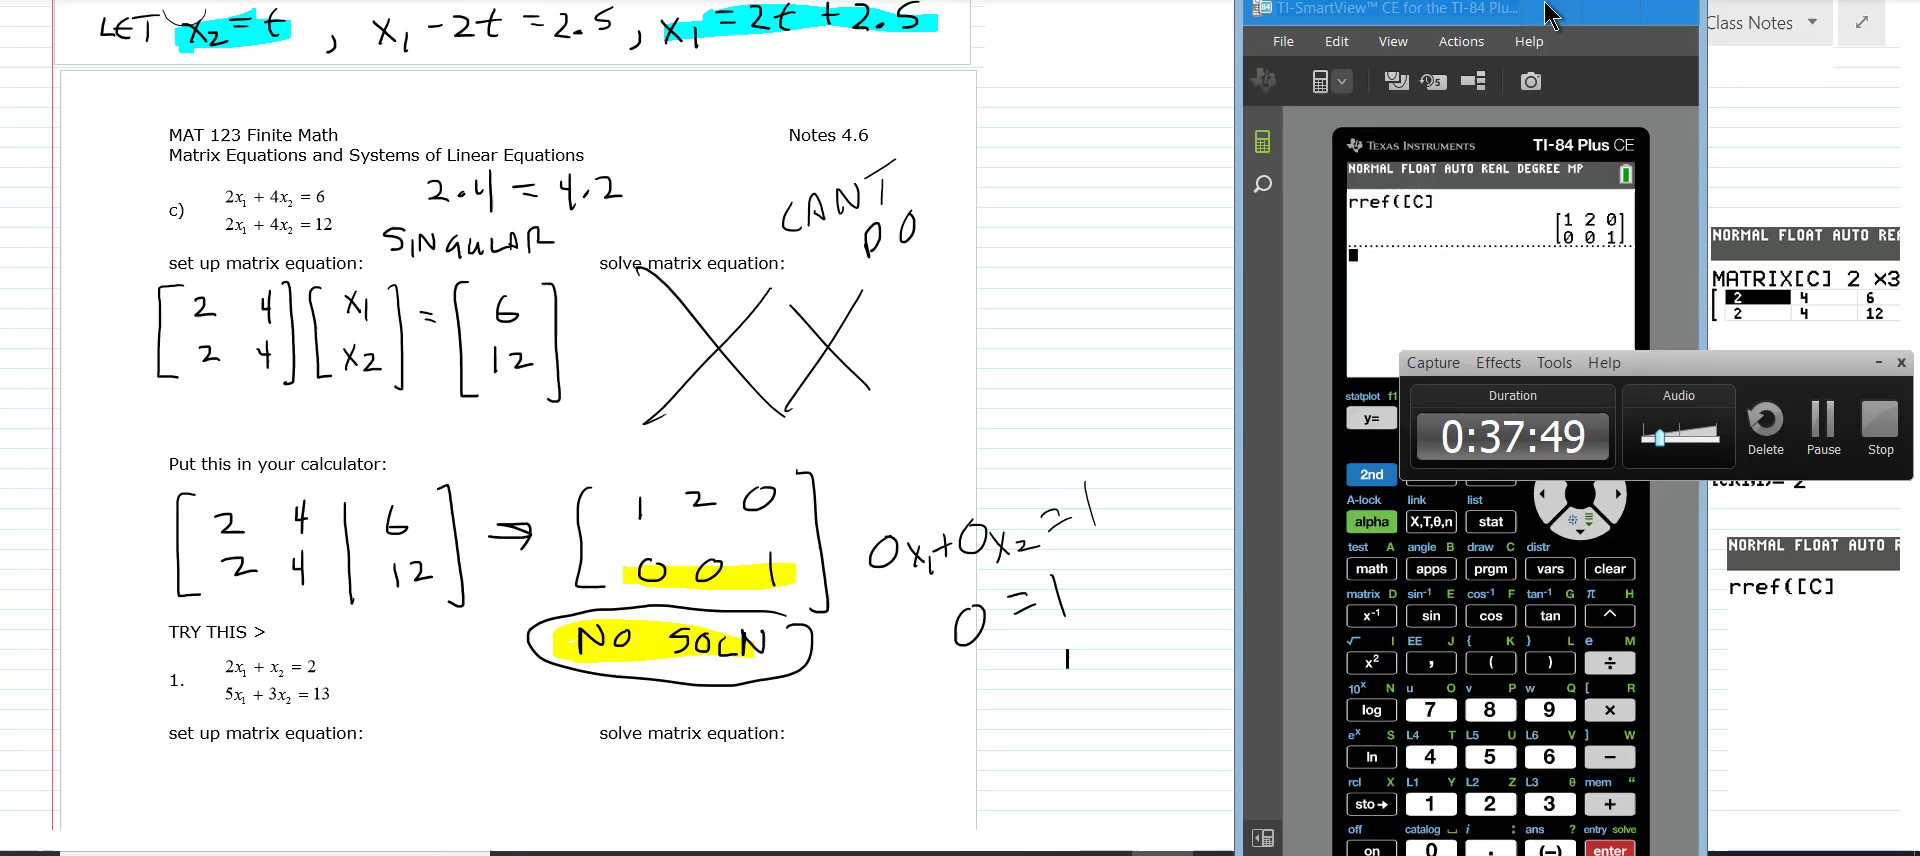 LET x₂ = t , x₁ - 2t = 2.5 , x₁ = 2t + 2.5
MAT 123 Finite Math Notes 4.6
Matrix Equations and Systems of Linear Equations
c) 2x₁ + 4x₂ = 6
2x₁ + 4x₂ = 12
2·4 = 4·2
SINGULAR
CANT
DO
set up matrix equation: solve matrix equation:
[2 4] [x₁] = [6]
[2 4] [x₂] [12]
Put this in your calculator:
[2 4 | 6] ⇒ [1 2 0]
[2 4 | 12] [0 0 1]
0x₁ + 0x₂ = 1
0 = 1
NO SOLN
TRY THIS >
1. 2x₁ + x₂ = 2
5x₁ + 3x₂ = 13
set up matrix equation: solve matrix equation:
TI-SmartView™ CE for the TI-84 Plu...
File Edit View Actions Help
Class Notes
TEXAS INSTRUMENTS TI-84 Plus CE
NORMAL FLOAT AUTO REAL DEGREE MP
rref([C]
[1 2 0]
[0 0 1]
NORMAL FLOAT AUTO REA
MATRIX[C] 2 ×3
[2 4 6
[2 4 12
Capture Effects Tools Help - x
Duration Audio
0:37:49
Delete Pause Stop
NORMAL FLOAT AUTO R
rref([C]
statplot f1
y=
2nd
A-lock link list
alpha X,T,θ,n stat
test A angle B draw C distr
math apps prgm vars clear
matrix D sin⁻¹ E cos⁻¹ F tan⁻¹ G π H
x⁻¹ sin cos tan ^
√ I EE J { K } L e M
x² , ( ) ÷
10ˣ N u O v P w Q [ R
log 7 8 9 ×
eˣ S L4 T L5 U L6 V ] W
ln 4 5 6 −
rcl X L1 Y L2 Z L3 θ mem "
sto→ 1 2 3 +
off catalog ⎵ i : ans ? entry solve
on 0 . (−) enter